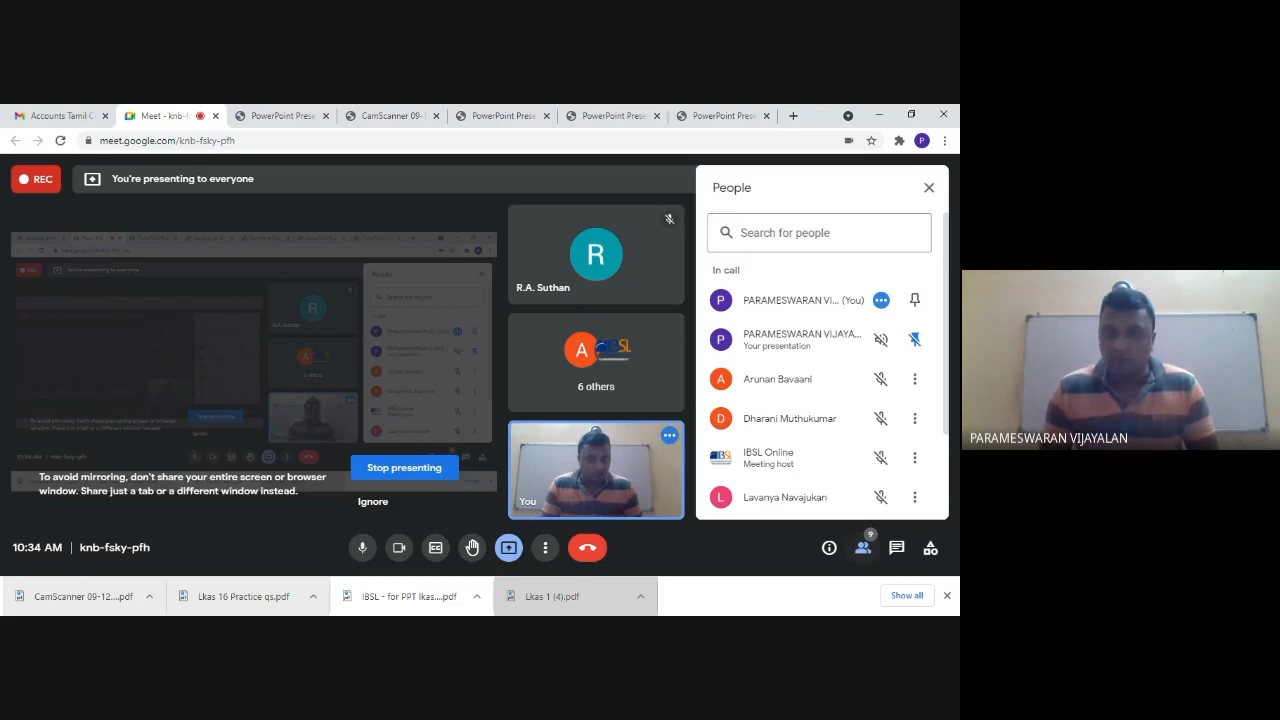 Accounts Tamil C
Meet - knb-f
PowerPoint Prese
CamScanner 09-1
PowerPoint Prese
PowerPoint Prese
PowerPoint Prese
meet.google.com/knb-fsky-pfh
P
REC
You're presenting to everyone
R
R.A. Suthan
A
IBSL
6 others
You
People
Search for people
In call
P
PARAMESWARAN VI... (You)
P
PARAMESWARAN VIJAYA...
Your presentation
A
Arunan Bavaani
D
Dharani Muthukumar
IBSL
IBSL Online
Meeting host
L
Lavanya Navajukan
To avoid mirroring, don't share your entire screen or browser
window. Share just a tab or a different window instead.
Stop presenting
Ignore
10:34 AM | knb-fsky-pfh
9
CamScanner 09-12....pdf
Lkas 16 Practice qs.pdf
IBSL - for PPT lkas....pdf
Lkas 1 (4).pdf
Show all
PARAMESWARAN VIJAYALAN